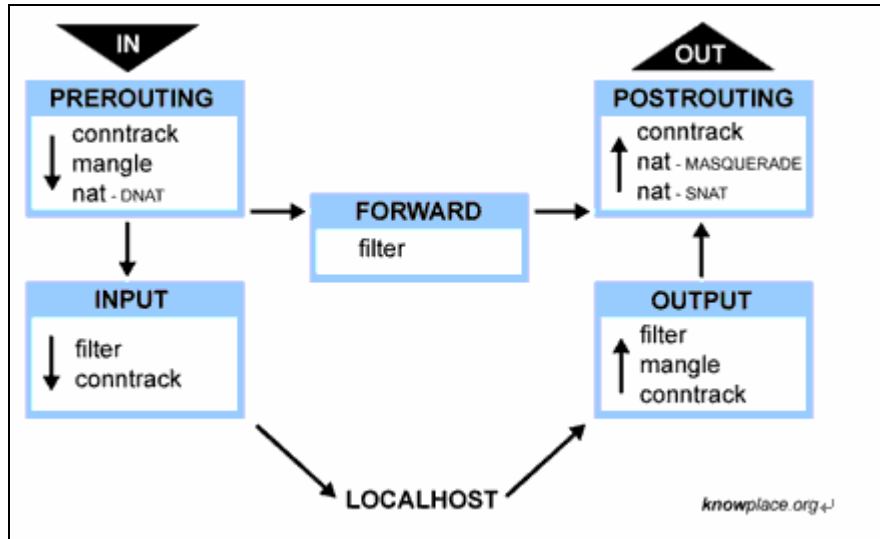 IN
PREROUTING
conntrack
mangle
nat - DNAT
INPUT
filter
conntrack
FORWARD
filter
LOCALHOST
OUT
POSTROUTING
conntrack
nat - MASQUERADE
nat - SNAT
OUTPUT
filter
mangle
conntrack
knowplace.org↵